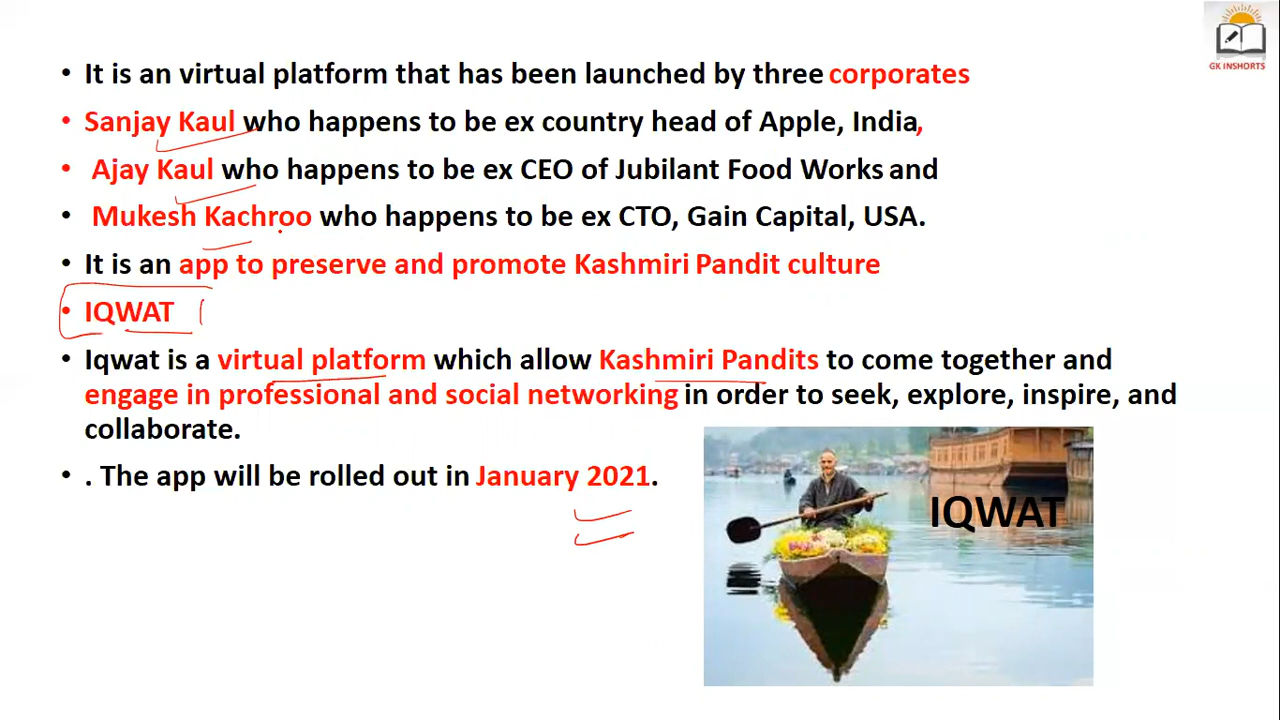 GK INSHORTS
• It is an virtual platform that has been launched by three corporates
• Sanjay Kaul who happens to be ex country head of Apple, India,
• Ajay Kaul who happens to be ex CEO of Jubilant Food Works and
• Mukesh Kachroo who happens to be ex CTO, Gain Capital, USA.
• It is an app to preserve and promote Kashmiri Pandit culture
• IQWAT
• Iqwat is a virtual platform which allow Kashmiri Pandits to come together and
engage in professional and social networking in order to seek, explore, inspire, and
collaborate.
• . The app will be rolled out in January 2021.
IQWAT